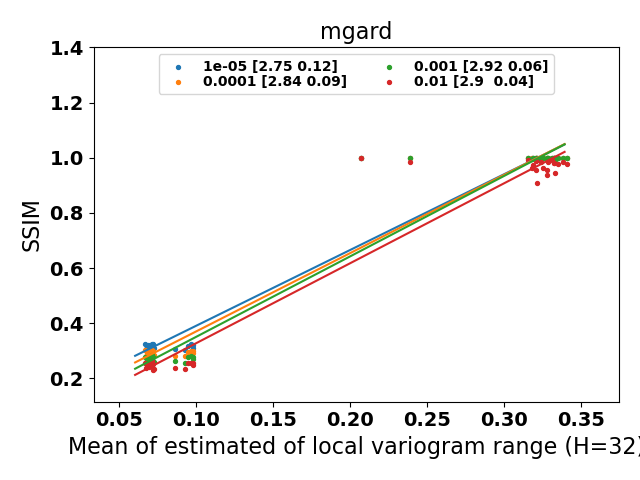 mgard
1e-05 [2.75 0.12]
0.0001 [2.84 0.09]
0.001 [2.92 0.06]
0.01 [2.9  0.04]
SSIM
1.4
1.2
1.0
0.8
0.6
0.4
0.2
0.05 0.10 0.15 0.20 0.25 0.30 0.35
Mean of estimated of local variogram range (H=32)